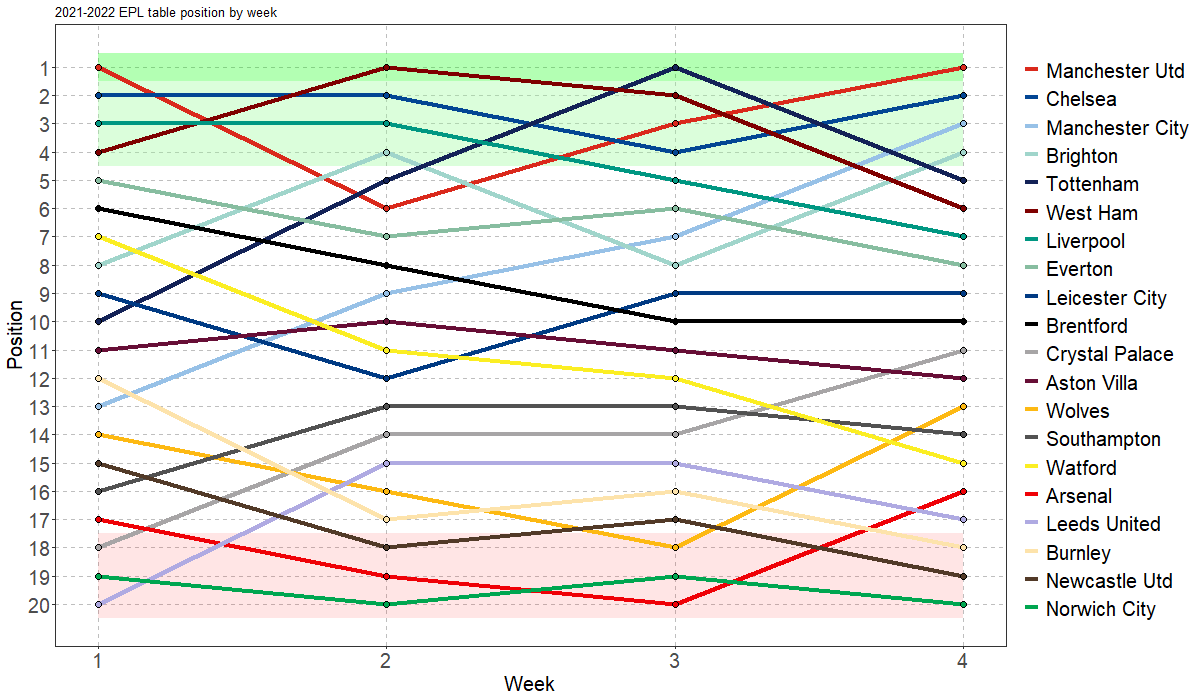 2021-2022 EPL table position by week
1
2
3
4
5
6
7
8
9
10
11
12
13
14
15
16
17
18
19
20
Position
1 2 3 4
Week
Manchester Utd
Chelsea
Manchester City
Brighton
Tottenham
West Ham
Liverpool
Everton
Leicester City
Brentford
Crystal Palace
Aston Villa
Wolves
Southampton
Watford
Arsenal
Leeds United
Burnley
Newcastle Utd
Norwich City